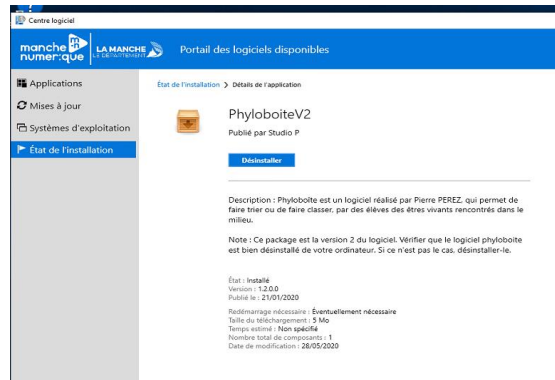 Centre logiciel
manche numer:que
LA MANCHE
LE DÉPARTEMENT
Portail des logiciels disponibles
Applications
Mises à jour
Systèmes d'exploitation
État de l'installation
État de l'installation > Détails de l'application
PhyloboiteV2
Publié par Studio P
Désinstaller
Description : Phyloboîte est un logiciel réalisé par Pierre PEREZ, qui permet de
faire trier ou de faire classer, par des élèves des êtres vivants rencontrés dans le
milieu.
Note : Ce package est la version 2 du logiciel. Vérifier que le logiciel phyloboite
est bien désinstallé de votre ordinateur. Si ce n'est pas le cas, désinstaller-le.
État : Installé
Version : 1.2.0.0
Publié le : 21/01/2020
Redémarrage nécessaire : Éventuellement nécessaire
Taille du téléchargement : 5 Mo
Temps estimé : Non spécifié
Nombre total de composants : 1
Date de modification : 28/05/2020